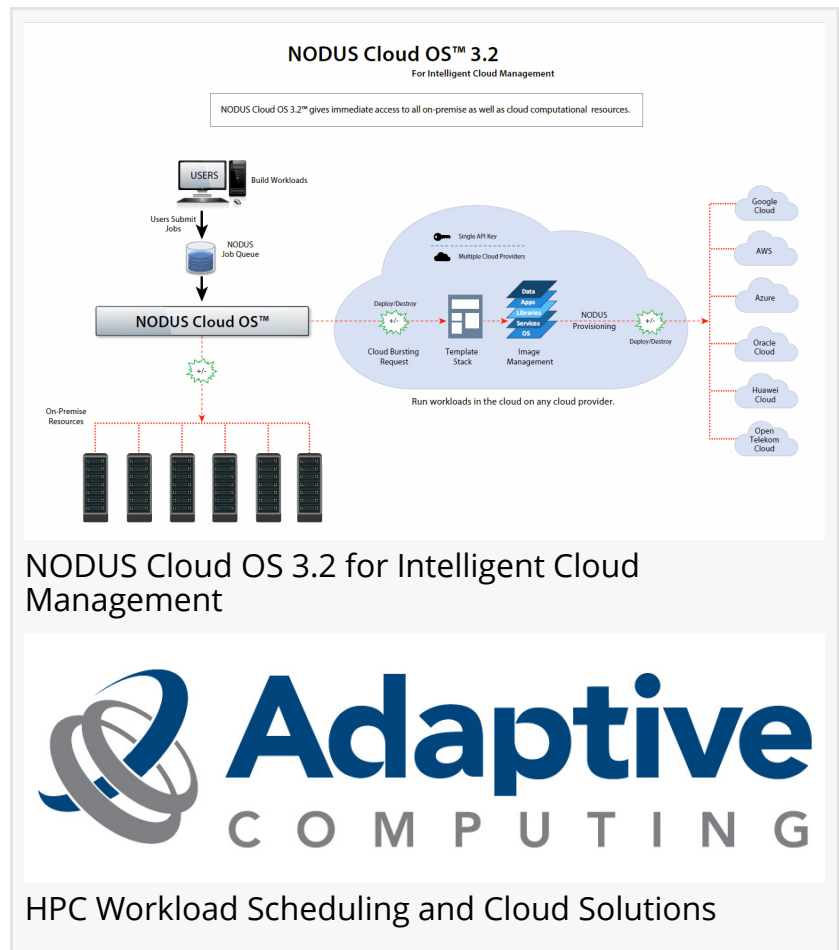 NODUS Cloud OS™ 3.2
For Intelligent Cloud Management
NODUS Cloud OS 3.2™ gives immediate access to all on-premise as well as cloud computational resources.
USERS
Build Workloads
Users Submit
Jobs
NODUS
Job Queue
NODUS Cloud OS™
+/-
On-Premise
Resources
Single API Key
Multiple Cloud Providers
Deploy/Destroy
+/-
Cloud Bursting
Request
Template
Stack
Data
Apps
Libraries
Services
OS
Image
Management
NODUS
Provisioning
+/-
Deploy/Destroy
Run workloads in the cloud on any cloud provider.
Google
Cloud
AWS
Azure
Oracle
Cloud
Huawei
Cloud
Open
Telekom
Cloud
NODUS Cloud OS 3.2 for Intelligent Cloud
Management
Adaptive
COMPUTING
HPC Workload Scheduling and Cloud Solutions